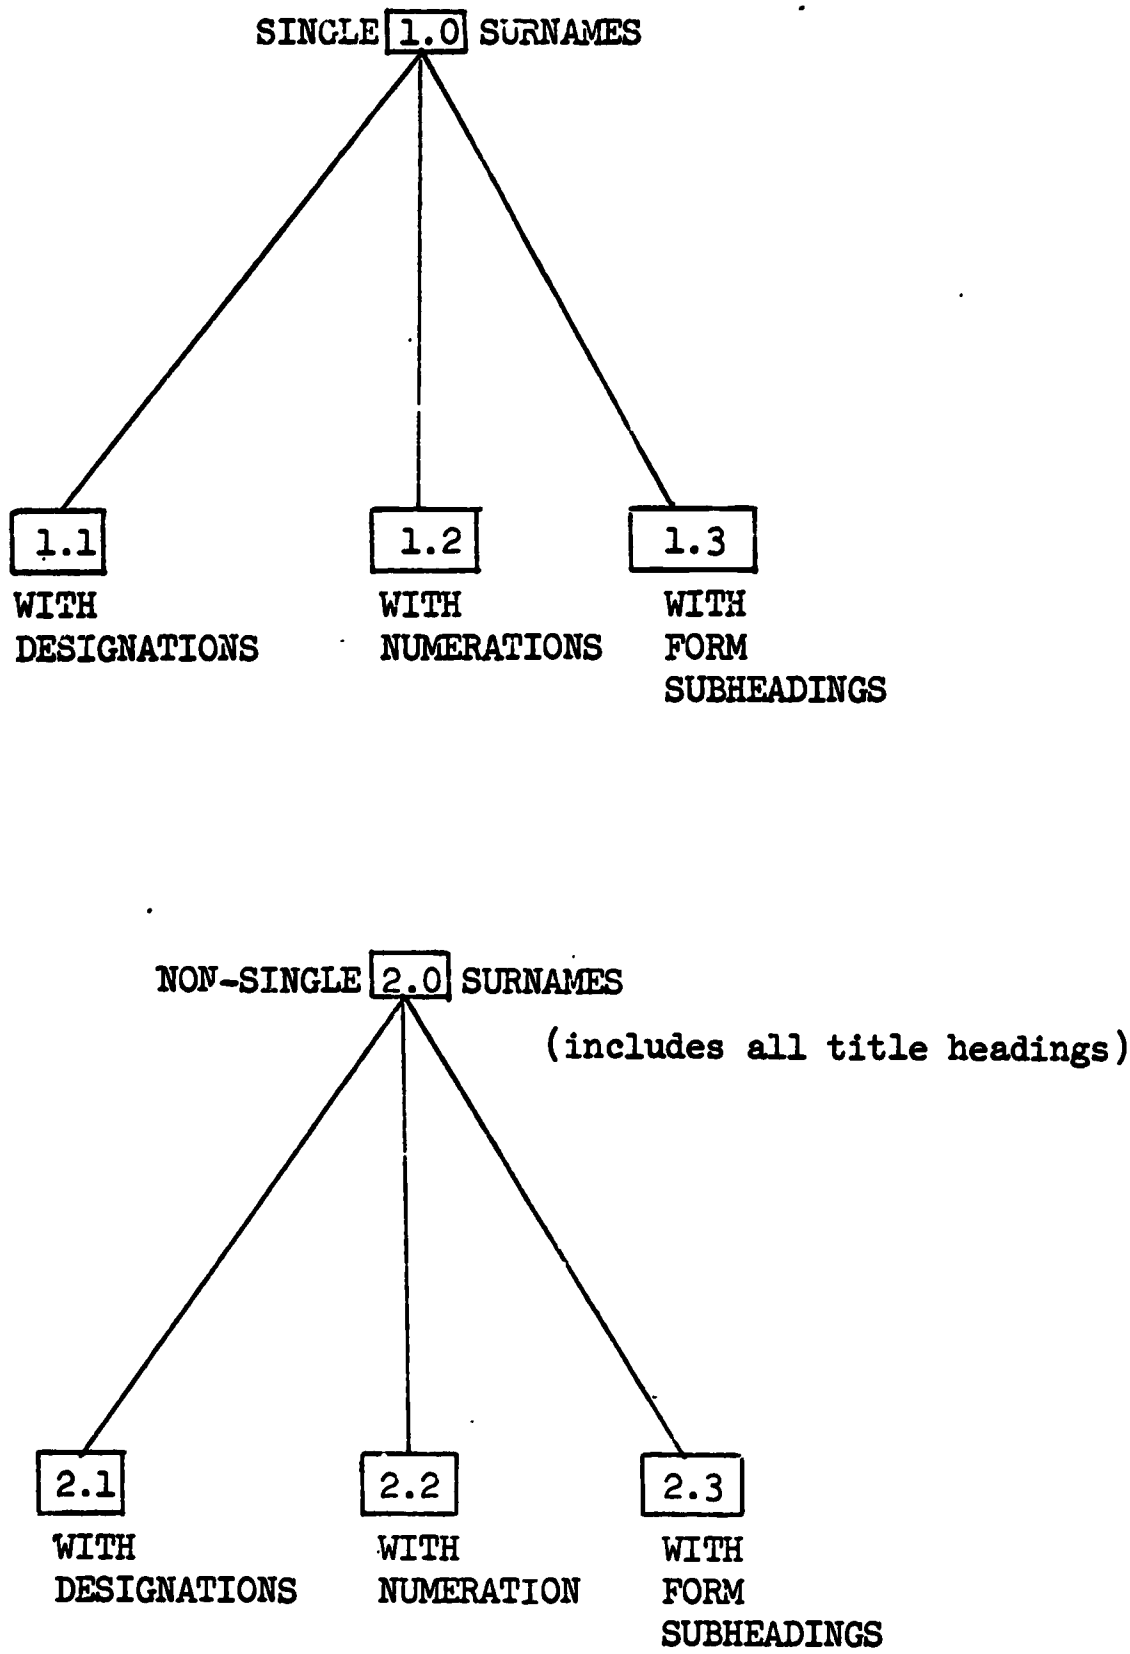 SINGLE 1.0 SURNAMES
1.1
1.2
1.3
WITH
DESIGNATIONS
WITH
NUMERATIONS
WITH
FORM
SUBHEADINGS
NON-SINGLE 2.0 SURNAMES
(includes all title headings)
2.1
2.2
2.3
WITH
DESIGNATIONS
WITH
NUMERATION
WITH
FORM
SUBHEADINGS